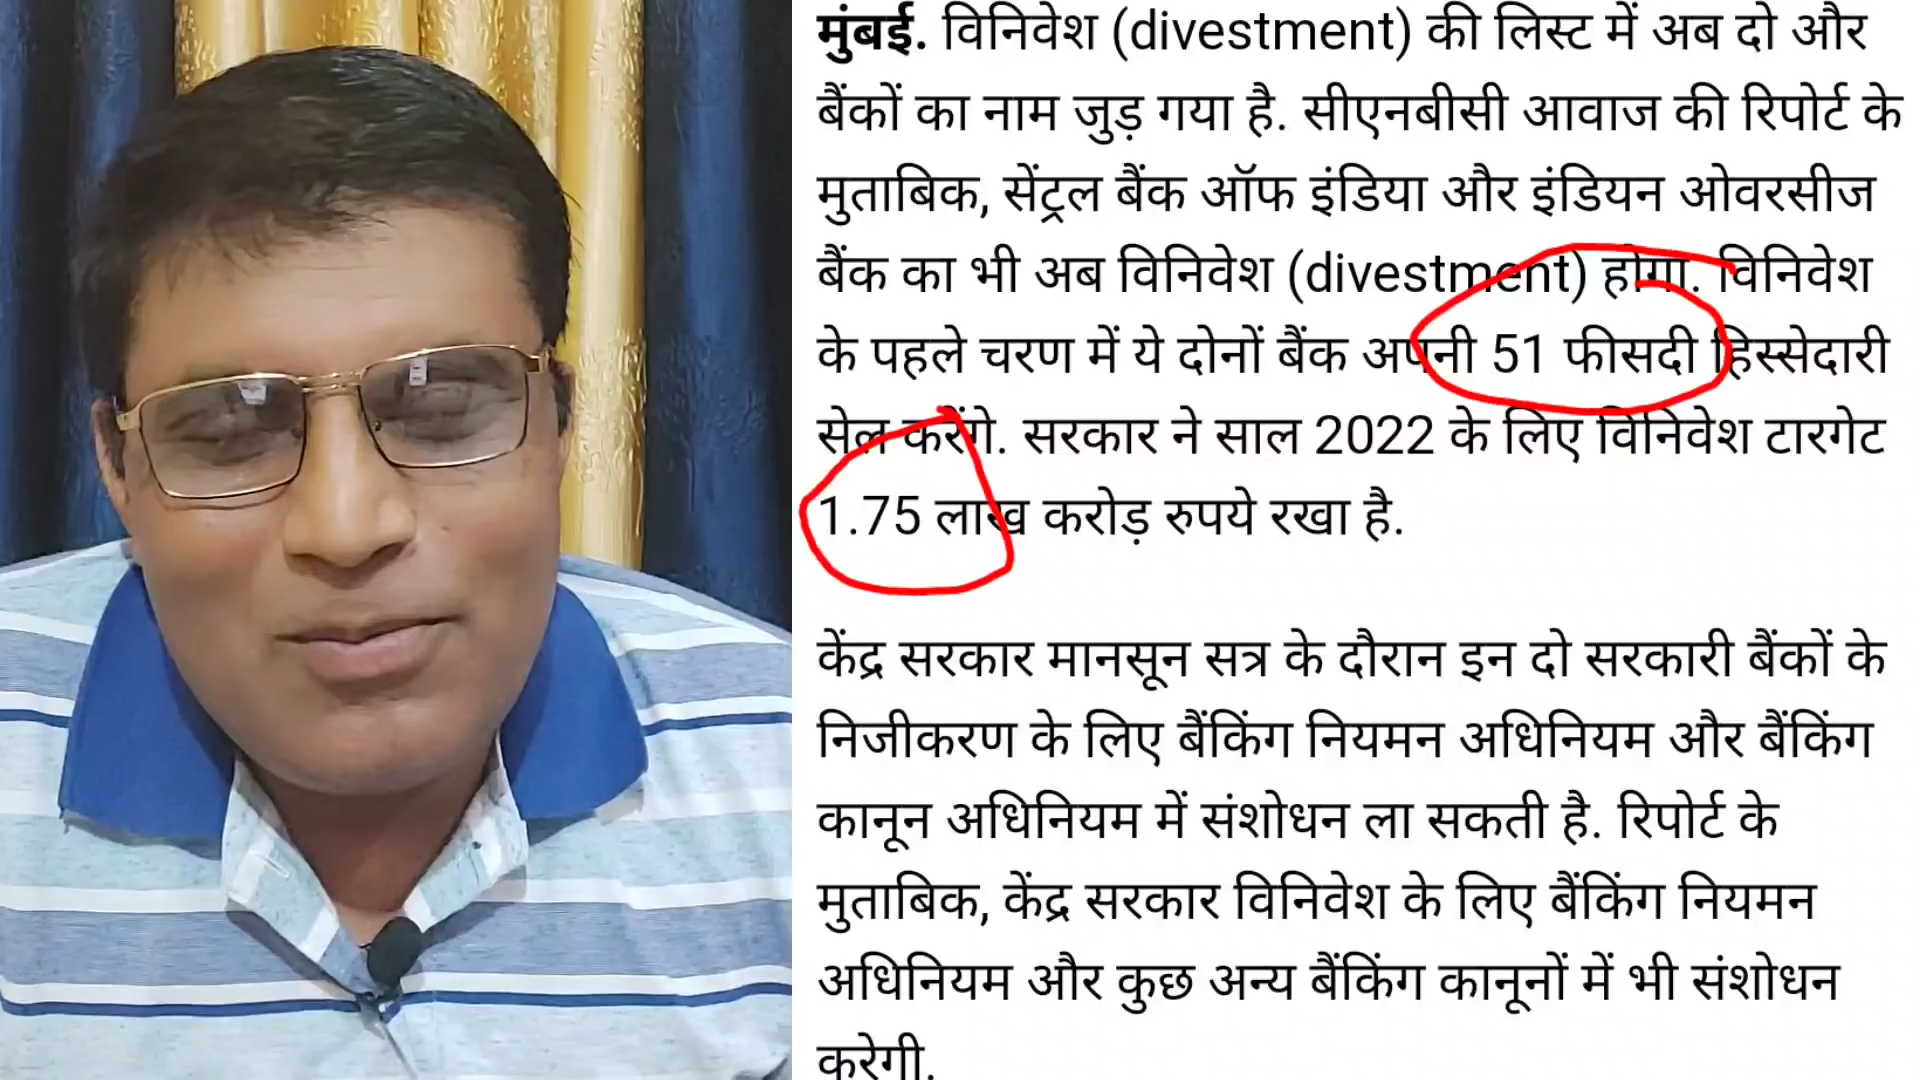 मुंबई. विनिवेश (divestment) की लिस्ट में अब दो और
बैंकों का नाम जुड़ गया है. सीएनबीसी आवाज की रिपोर्ट के
मुताबिक, सेंट्रल बैंक ऑफ इंडिया और इंडियन ओवरसीज
बैंक का भी अब विनिवेश (divestment) होगा. विनिवेश
के पहले चरण में ये दोनों बैंक अपनी 51 फीसदी हिस्सेदारी
सेल करेंगे. सरकार ने साल 2022 के लिए विनिवेश टारगेट
1.75 लाख करोड़ रुपये रखा है.
केंद्र सरकार मानसून सत्र के दौरान इन दो सरकारी बैंकों के
निजीकरण के लिए बैंकिंग नियमन अधिनियम और बैंकिंग
कानून अधिनियम में संशोधन ला सकती है. रिपोर्ट के
मुताबिक, केंद्र सरकार विनिवेश के लिए बैंकिंग नियमन
अधिनियम और कुछ अन्य बैंकिंग कानूनों में भी संशोधन
करेगी.